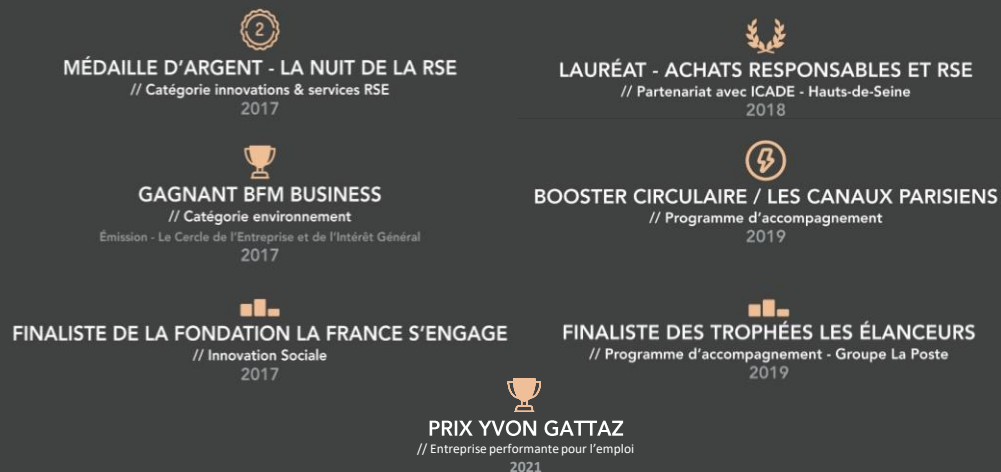 2
MÉDAILLE D’ARGENT - LA NUIT DE LA RSE
// Catégorie innovations & services RSE
2017
LAURÉAT - ACHATS RESPONSABLES ET RSE
// Partenariat avec ICADE - Hauts-de-Seine
2018
GAGNANT BFM BUSINESS
// Catégorie environnement
Émission - Le Cercle de l’Entreprise et de l’Intérêt Général
2017
BOOSTER CIRCULAIRE / LES CANAUX PARISIENS
// Programme d’accompagnement
2019
FINALISTE DE LA FONDATION LA FRANCE S’ENGAGE
// Innovation Sociale
2017
FINALISTE DES TROPHÉES LES ÉLANCEURS
// Programme d’accompagnement - Groupe La Poste
2019
PRIX YVON GATTAZ
// Entreprise performante pour l’emploi
2021